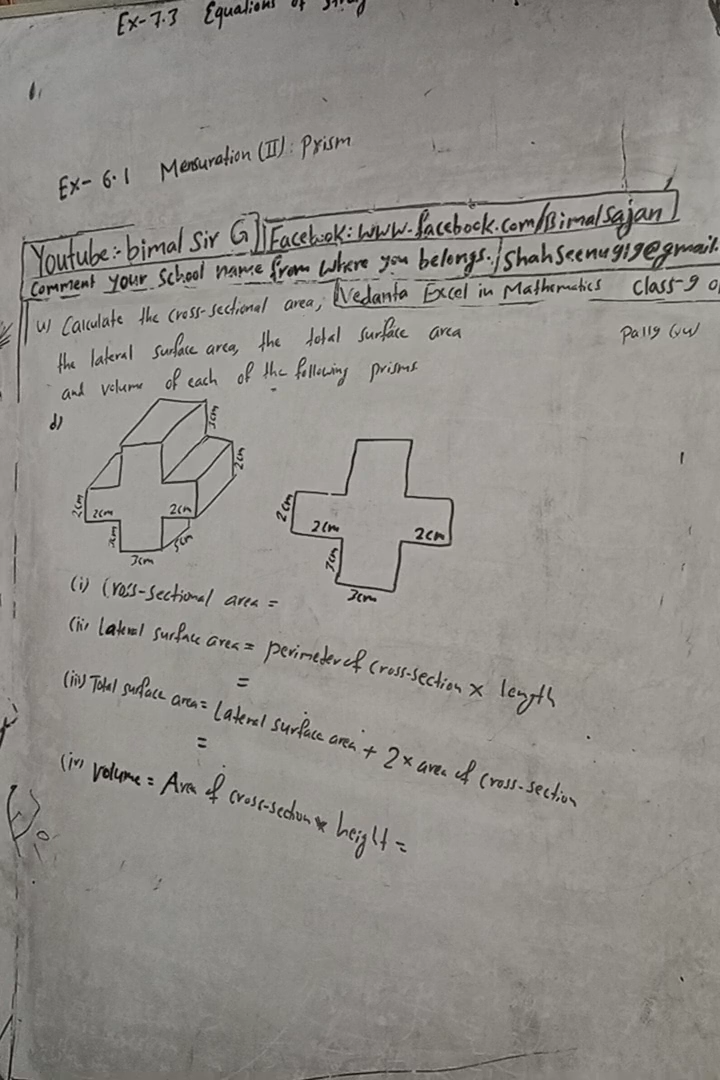 Ex-7.3 Equations of
Ex- 6.1 Mensuration (II): Prism
Youtube:- bimal Sir G Facebook: www.facebook.com/Bimalsajan
Comment your School name from where you belongs. shahseenu919@gmail.
Calculate the cross-sectional area, Vedanta Excel in Mathematics Class-9
the lateral surface area, the total surface area
and volume of each of the following prisms
d)
2cm
2cm
2cm 2cm 2cm
5cm
3cm
2cm
2cm 2cm
3cm
(i) Cross-sectional area =
(ii) Lateral surface area = perimeter of cross-section x length
=
(iii) Total surface area = Lateral surface area + 2 x area of cross-section
=
(iv) Volume = Area of cross-section x height =